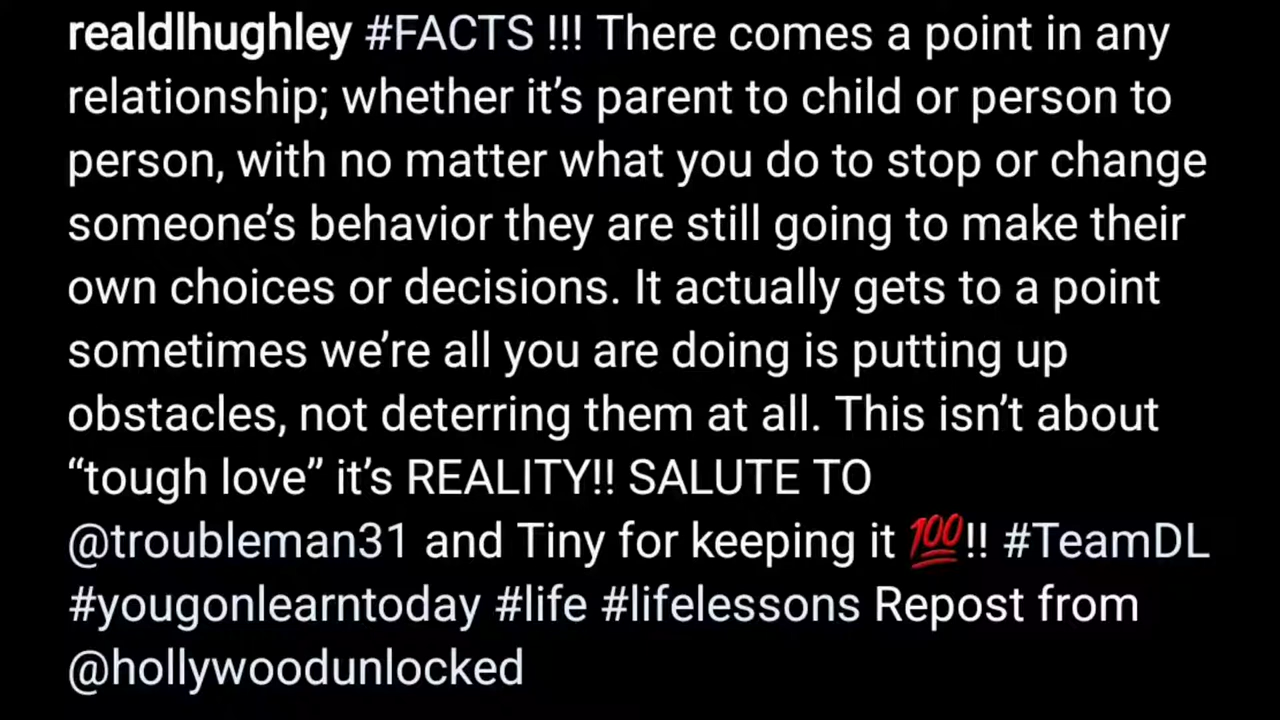 realdlhughley #FACTS !!! There comes a point in any
relationship; whether it’s parent to child or person to
person, with no matter what you do to stop or change
someone’s behavior they are still going to make their
own choices or decisions. It actually gets to a point
sometimes we’re all you are doing is putting up
obstacles, not deterring them at all. This isn’t about
“tough love” it’s REALITY!! SALUTE TO
@troubleman31 and Tiny for keeping it 💯!! #TeamDL
#yougonlearntoday #life #lifelessons Repost from
@hollywoodunlocked